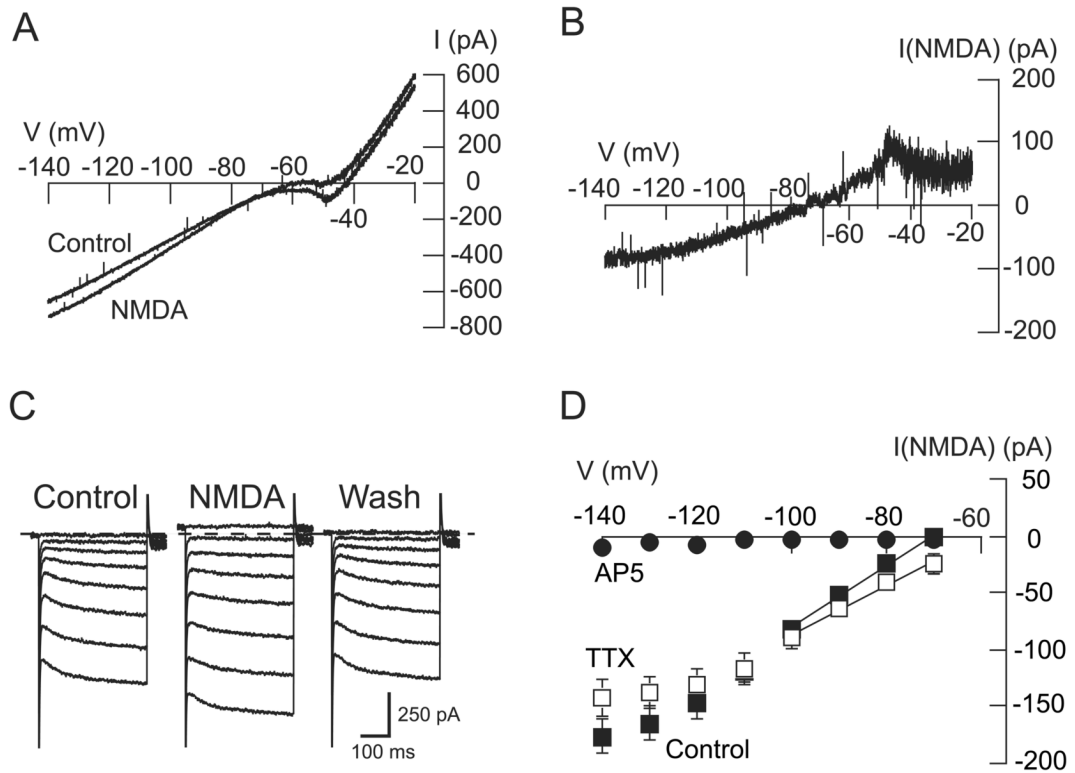 A
I (pA)
600
400
200
0
-200
-400
-600
-800
V (mV)
-140 -120 -100 -80 -60 -20
-40
Control
NMDA
B
I(NMDA) (pA)
200
100
0
-100
-200
V (mV)
-140 -120 -100 -80
-60 -40 -20
C
Control NMDA Wash
250 pA
100 ms
D
I(NMDA) (pA)
V (mV)
50
0
-50
-100
-150
-200
-140 -120 -100 -80 -60
AP5
TTX
Control